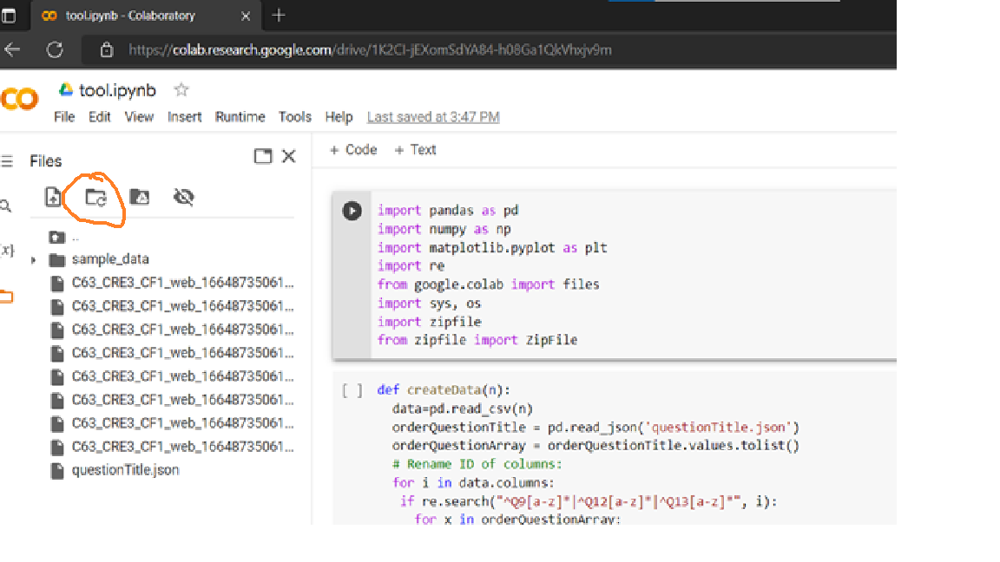 tool.ipynb - Colaboratory
https://colab.research.google.com/drive/1K2CI-jEXomSdYA84-h08Ga1QkVhxjv9m
tool.ipynb
File Edit View Insert Runtime Tools Help Last saved at 3:47 PM
Files
+ Code + Text
..
sample_data
C63_CRE3_CF1_web_16648735061...
C63_CRE3_CF1_web_16648735061...
C63_CRE3_CF1_web_16648735061...
C63_CRE3_CF1_web_16648735061...
C63_CRE3_CF1_web_16648735061...
C63_CRE3_CF1_web_16648735061...
C63_CRE3_CF1_web_16648735061...
C63_CRE3_CF1_web_16648735061...
questionTitle.json
{x}
import pandas as pd
import numpy as np
import matplotlib.pyplot as plt
import re
from google.colab import files
import sys, os
import zipfile
from zipfile import ZipFile
[ ] def createData(n):
data=pd.read_csv(n)
orderQuestionTitle = pd.read_json('questionTitle.json')
orderQuestionArray = orderQuestionTitle.values.tolist()
# Rename ID of columns:
for i in data.columns:
if re.search("^Q9[a-z]*|^Q12[a-z]*|^Q13[a-z]*", i):
for x in orderQuestionArray: